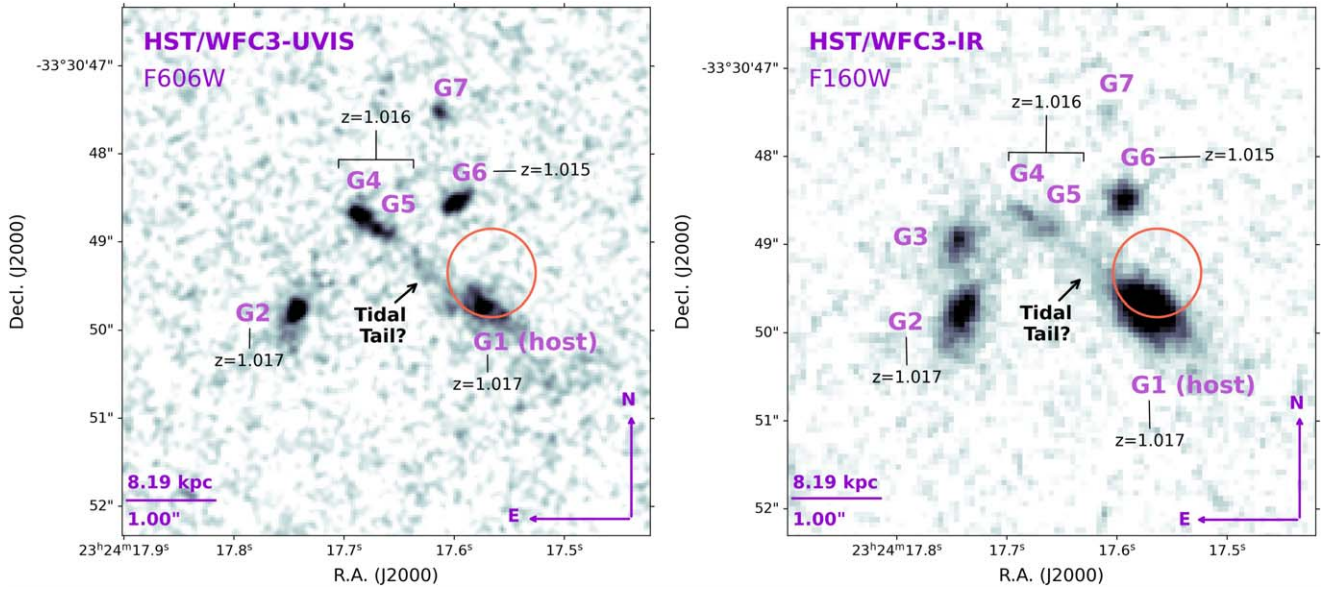 HST/WFC3-UVIS
F606W
G7
z=1.016
G4
G5
G6
z=1.015
G2
z=1.017
Tidal
Tail?
G1 (host)
z=1.017
N
E
8.19 kpc
1.00"
-33°30'47"
48"
49"
50"
51"
52"
Decl. (J2000)
23ʰ24ᵐ17.9ˢ
17.8ˢ
17.7ˢ
17.6ˢ
17.5ˢ
R.A. (J2000)
HST/WFC3-IR
F160W
G7
z=1.016
G4
G5
G6
z=1.015
G3
G2
z=1.017
Tidal
Tail?
G1 (host)
z=1.017
N
E
8.19 kpc
1.00"
-33°30'47"
48"
49"
50"
51"
52"
Decl. (J2000)
23ʰ24ᵐ17.8ˢ
17.7ˢ
17.6ˢ
17.5ˢ
R.A. (J2000)